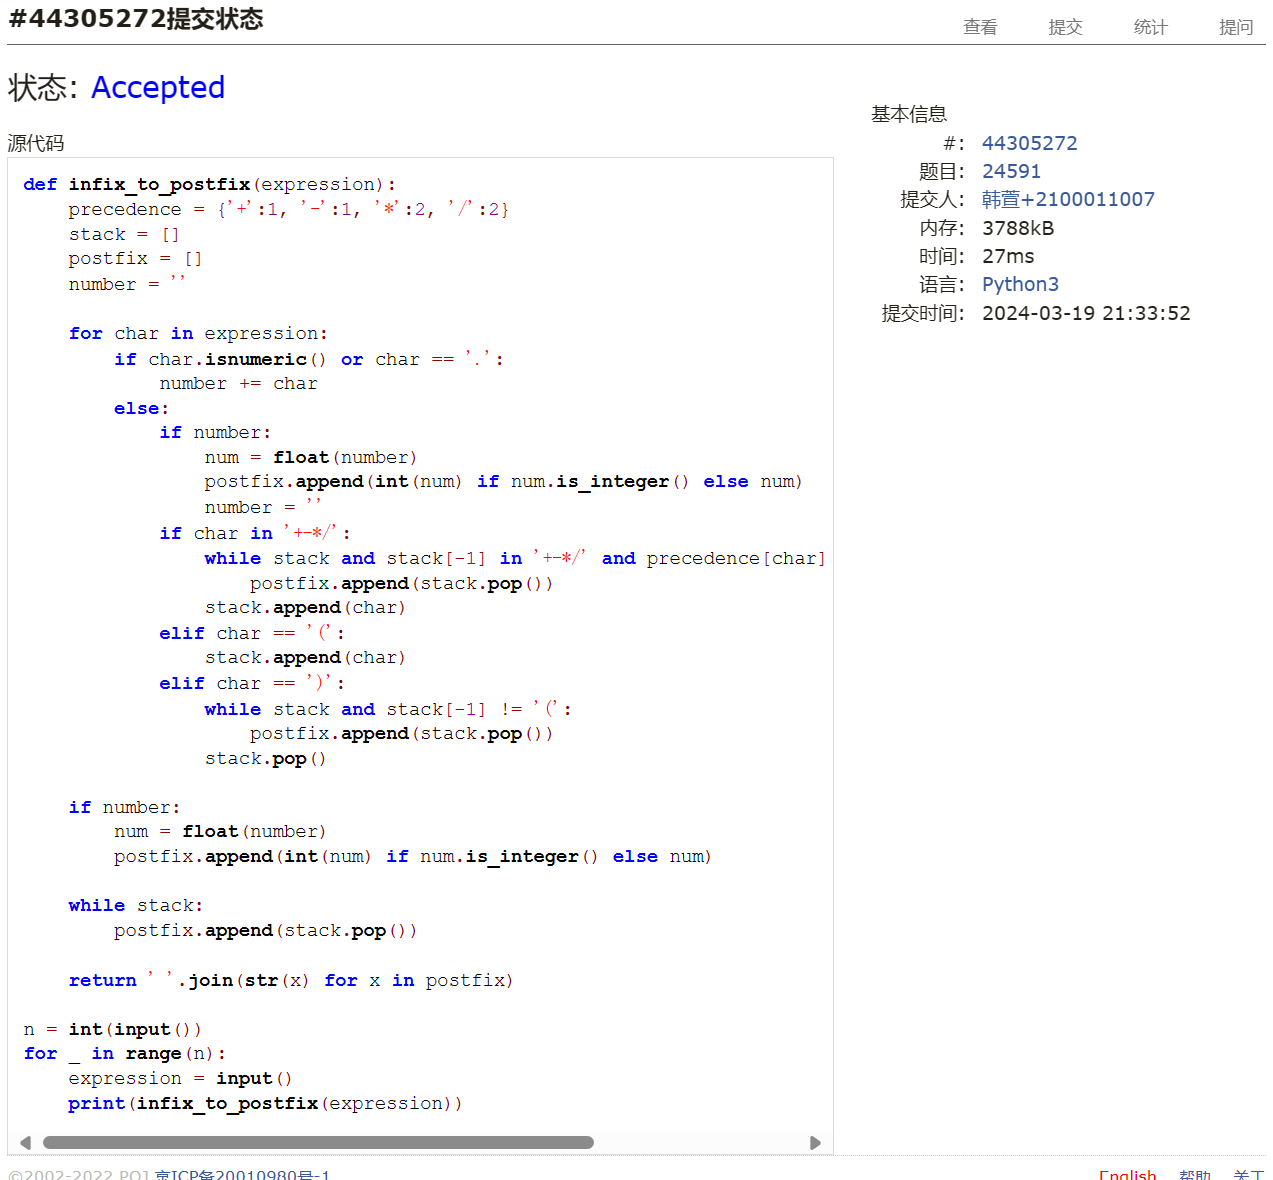 #44305272提交状态
查看 提交 统计 提问
状态: Accepted
源代码
def infix_to_postfix(expression):
    precedence = {'+':1, '-':1, '*':2, '/':2}
    stack = []
    postfix = []
    number = ''

    for char in expression:
        if char.isnumeric() or char == '.':
            number += char
        else:
            if number:
                num = float(number)
                postfix.append(int(num) if num.is_integer() else num)
                number = ''
            if char in '+-*/':
                while stack and stack[-1] in '+-*/' and precedence[char]
                    postfix.append(stack.pop())
                stack.append(char)
            elif char == '(':
                stack.append(char)
            elif char == ')':
                while stack and stack[-1] != '(':
                    postfix.append(stack.pop())
                stack.pop()

    if number:
        num = float(number)
        postfix.append(int(num) if num.is_integer() else num)

    while stack:
        postfix.append(stack.pop())

    return ' '.join(str(x) for x in postfix)

n = int(input())
for _ in range(n):
    expression = input()
    print(infix_to_postfix(expression))
基本信息
#: 44305272
题目: 24591
提交人: 韩萱+2100011007
内存: 3788kB
时间: 27ms
语言: Python3
提交时间: 2024-03-19 21:33:52
©2002-2022 POJ 京ICP备20010980号-1
English 帮助 关于